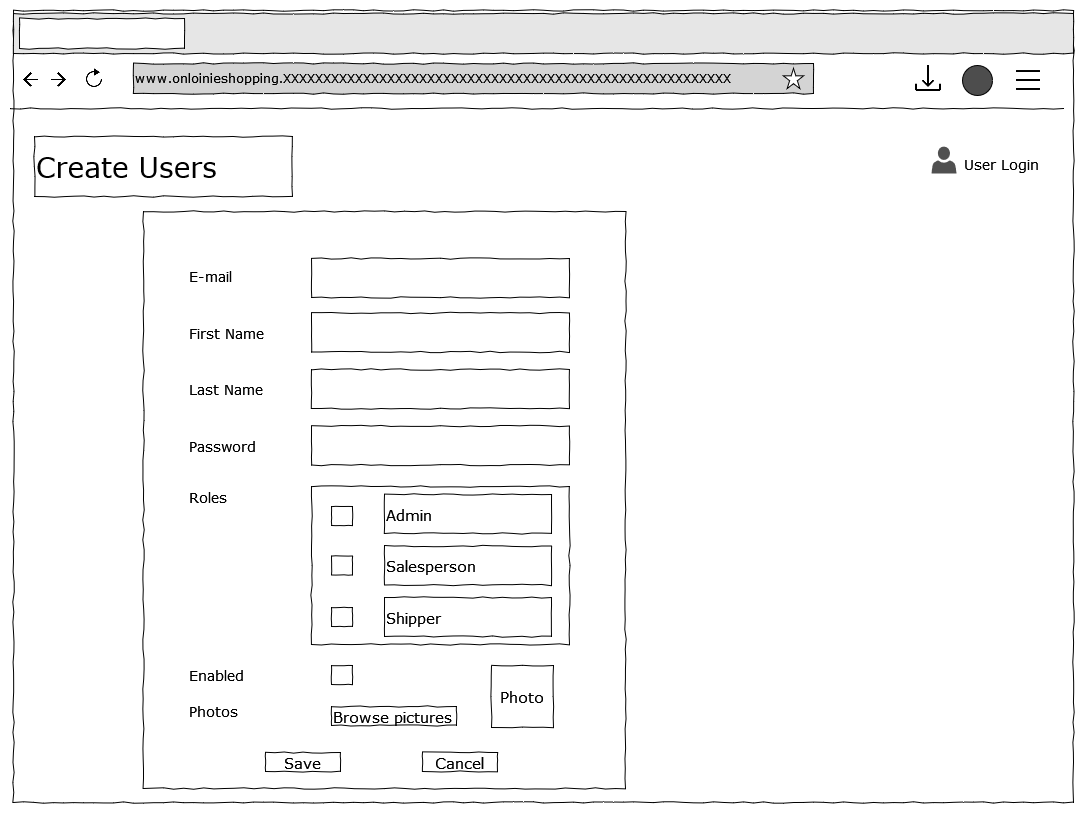 www.onloinieshopping.XXXXXXXXXXXXXXXXXXXXXXXXXXXXXXXXXXXXXXXXXXXXXXXXXXXXXXXX
Create Users
User Login
E-mail
First Name
Last Name
Password
Roles
Admin
Salesperson
Shipper
Enabled
Photo
Photos
Browse pictures
Save
Cancel